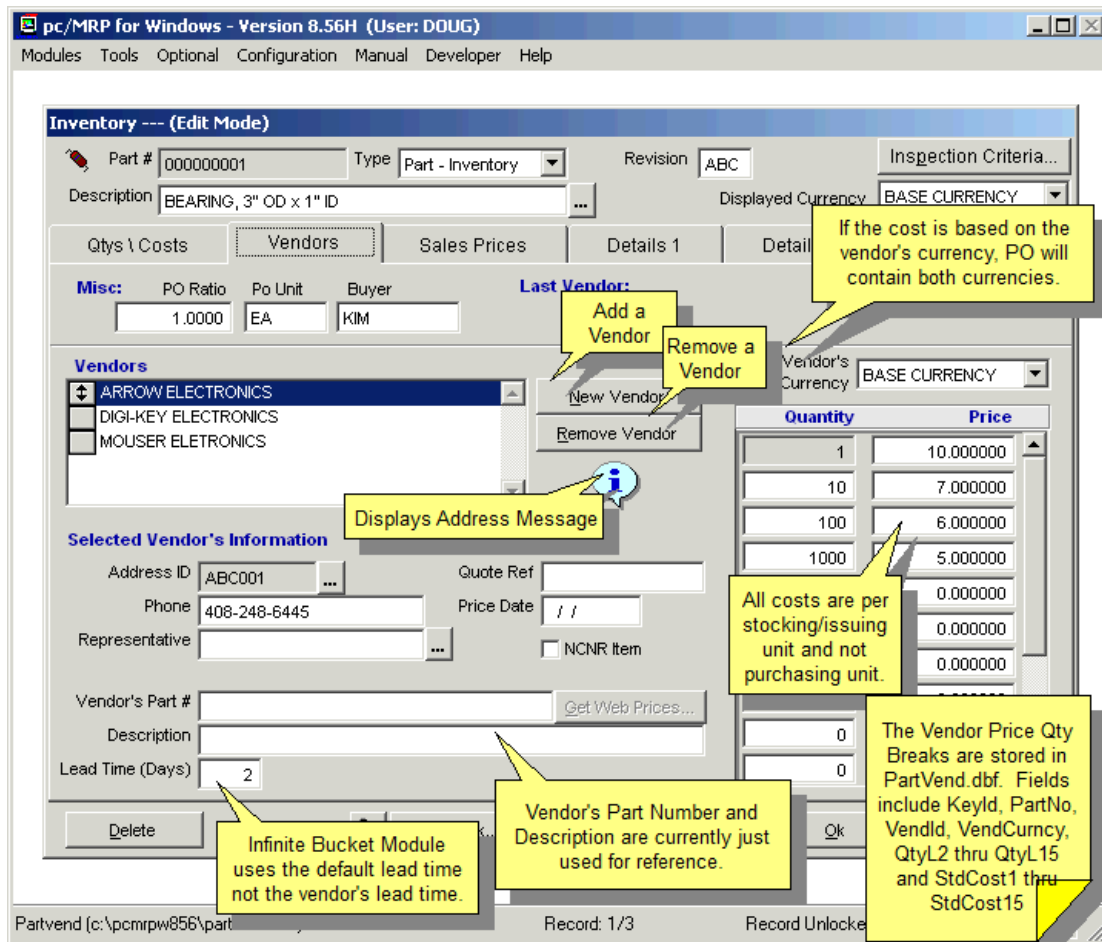 pc/MRP for Windows - Version 8.56H (User: DOUG)
Modules Tools Optional Configuration Manual Developer Help
Inventory --- (Edit Mode)
Part # 000000001 Type Part - Inventory Revision ABC Inspection Criteria...
Description BEARING, 3" OD x 1" ID ... Displayed Currency BASE CURRENCY
Qtys \ Costs Vendors Sales Prices Details 1 Detail
If the cost is based on the
vendor's currency, PO will
contain both currencies.
Misc: PO Ratio Po Unit Buyer Last Vendor:
1.0000 EA KIM
Add a
Vendor
Remove a
Vendor
Vendors
ARROW ELECTRONICS
DIGI-KEY ELECTRONICS
MOUSER ELETRONICS
New Vendor
Remove Vendor
Displays Address Message
Vendor's
Currency BASE CURRENCY
Quantity Price
1 10.000000
10 7.000000
100 6.000000
1000 5.000000
0.000000
0.000000
0.000000
0
0
All costs are per
stocking/issuing
unit and not
purchasing unit.
Selected Vendor's Information
Address ID ABC001 ... Quote Ref
Phone 408-248-6445 Price Date / /
Representative ... NCNR Item
Vendor's Part # Get Web Prices...
Description
Lead Time (Days) 2
The Vendor Price Qty
Breaks are stored in
PartVend.dbf. Fields
include KeyId, PartNo,
VendId, VendCurncy,
QtyL2 thru QtyL15
and StdCost1 thru
StdCost15
Vendor's Part Number and
Description are currently just
used for reference.
Infinite Bucket Module
uses the default lead time
not the vendor's lead time.
Delete Ok
Partvend (c:\pcmrpw856\part Record: 1/3 Record Unlocke